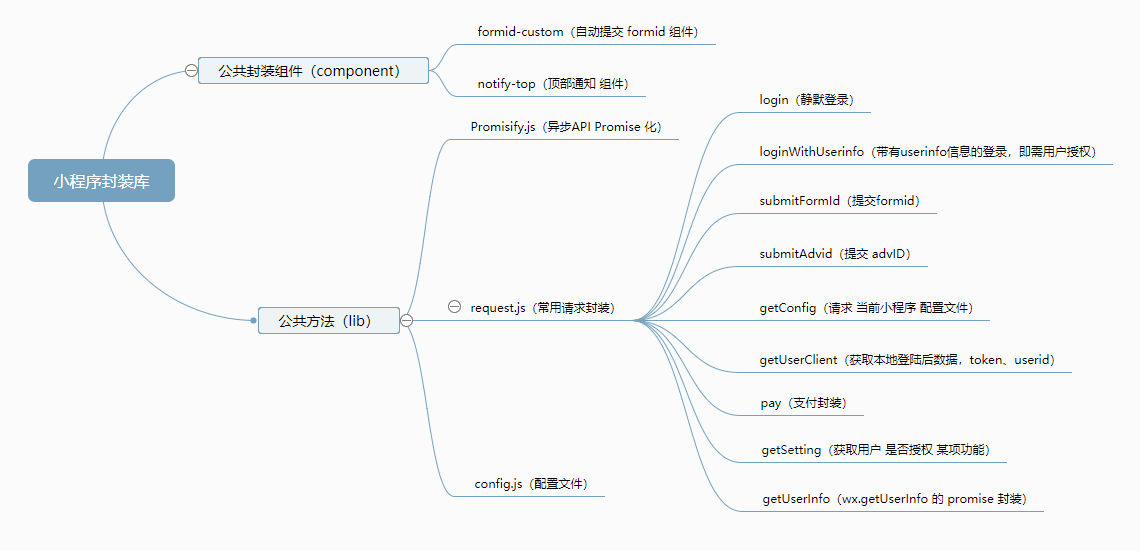 小程序封装库
公共封装组件（component）
formid-custom（自动提交 formid 组件）
notify-top（顶部通知 组件）
公共方法（lib）
Promisify.js（异步API Promise 化）
request.js（常用请求封装）
login（静默登录）
loginWithUserinfo（带有userinfo信息的登录，即需用户授权）
submitFormId（提交formid）
submitAdvid（提交 advID）
getConfig（请求 当前小程序 配置文件）
getUserClient（获取本地登陆后数据，token、userid）
pay（支付封装）
getSetting（获取用户 是否授权 某项功能）
getUserInfo（wx.getUserInfo 的 promise 封装）
config.js（配置文件）